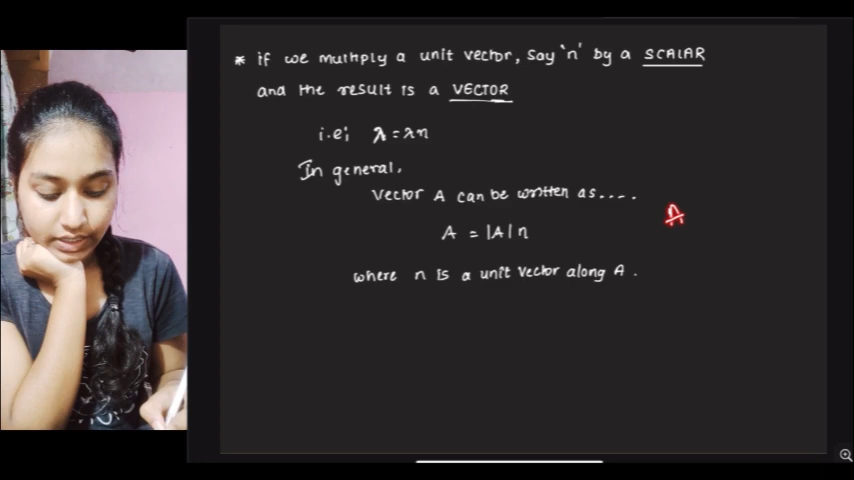 * if we multiply a unit vector, say 'n' by a SCALAR
and the result is a VECTOR
i.e; λ = λn
In general,
Vector A can be written as....
A
A = |A| n
where n is a unit vector along A.